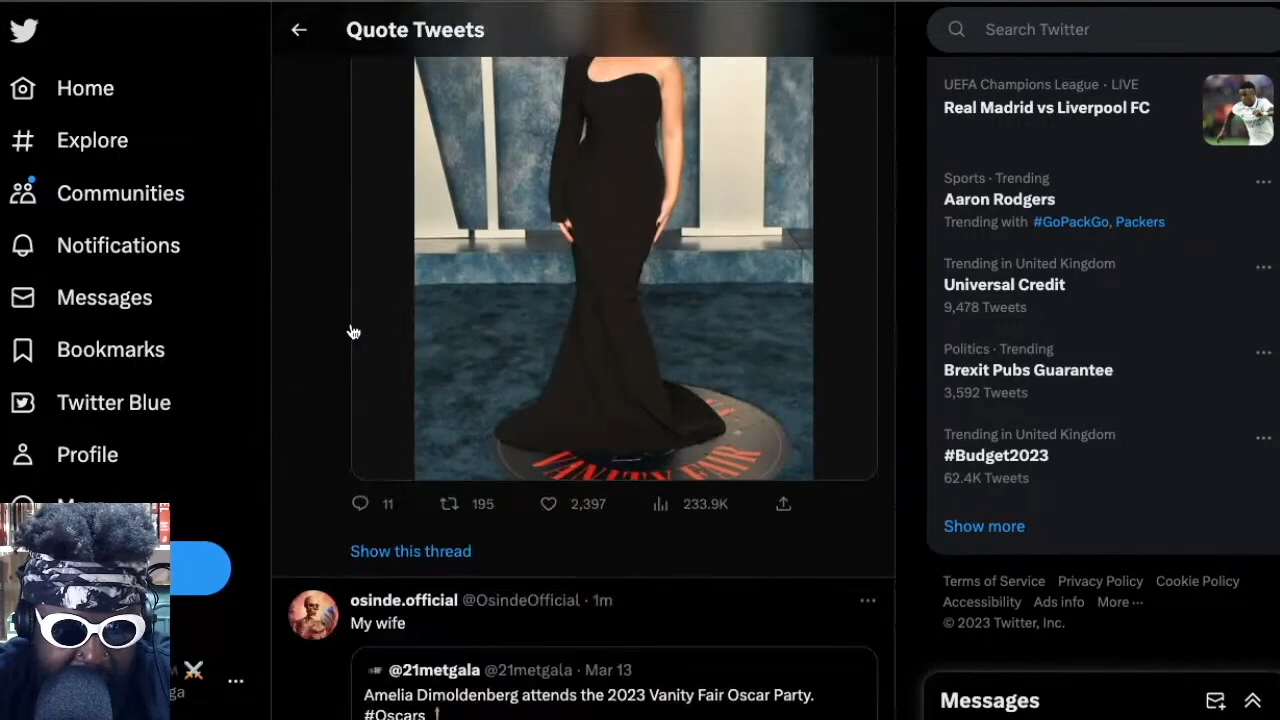 Quote Tweets
Search Twitter
Home
Explore
Communities
Notifications
Messages
Bookmarks
Twitter Blue
Profile
VANITY FAIR
11
195
2,397
233.9K
Show this thread
osinde.official @OsindeOfficial · 1m
My wife
@21metgala @21metgala · Mar 13
Amelia Dimoldenberg attends the 2023 Vanity Fair Oscar Party.
#Oscars
UEFA Champions League · LIVE
Real Madrid vs Liverpool FC
Sports · Trending
Aaron Rodgers
Trending with #GoPackGo, Packers
Trending in United Kingdom
Universal Credit
9,478 Tweets
Politics · Trending
Brexit Pubs Guarantee
3,592 Tweets
Trending in United Kingdom
#Budget2023
62.4K Tweets
Show more
Terms of Service Privacy Policy Cookie Policy
Accessibility Ads info More
© 2023 Twitter, Inc.
Messages